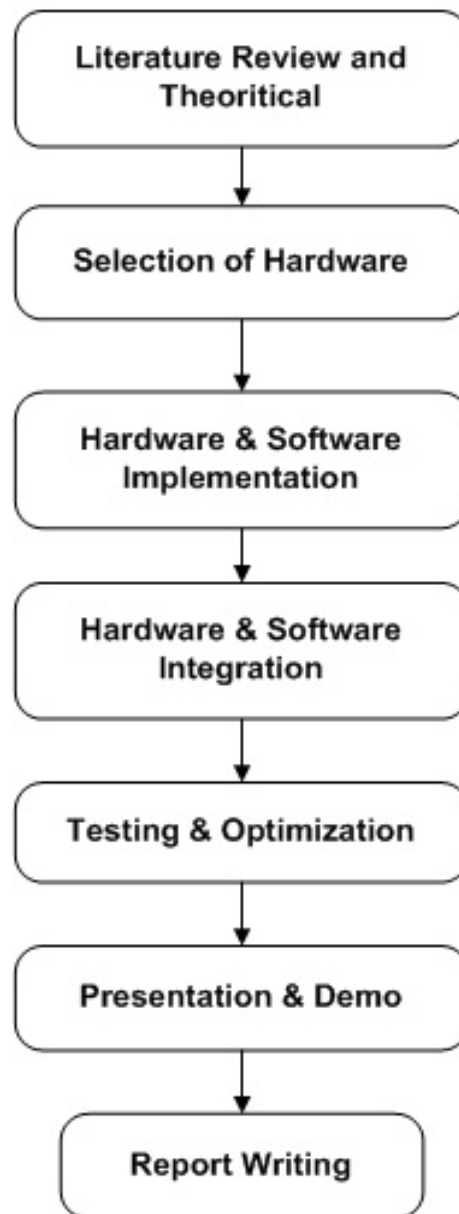 Literature Review and
Theoritical
Selection of Hardware
Hardware & Software
Implementation
Hardware & Software
Integration
Testing & Optimization
Presentation & Demo
Report Writing